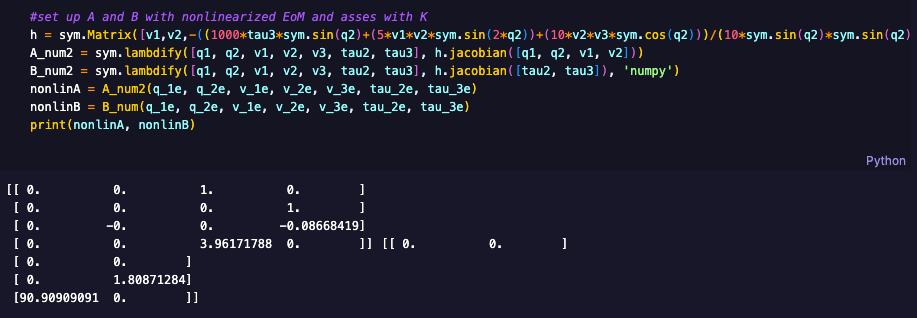 #set up A and B with nonlinearized EoM and asses with K
h = sym.Matrix([v1,v2,-((1000*tau3*sym.sin(q2)+(5*v1*v2*sym.sin(2*q2))+(10*v2*v3*sym.cos(q2)))/(10*sym.sin(q2)*sym.sin(q2)
A_num2 = sym.lambdify([q1, q2, v1, v2, v3, tau2, tau3], h.jacobian([q1, q2, v1, v2]))
B_num2 = sym.lambdify([q1, q2, v1, v2, v3, tau2, tau3], h.jacobian([tau2, tau3]), 'numpy')
nonlinA = A_num2(q_1e, q_2e, v_1e, v_2e, v_3e, tau_2e, tau_3e)
nonlinB = B_num(q_1e, q_2e, v_1e, v_2e, v_3e, tau_2e, tau_3e)
print(nonlinA, nonlinB)
Python
[[ 0. 0. 1. 0. ]
[ 0. 0. 0. 1. ]
[ 0. -0. 0. -0.08668419]
[ 0. 0. 3.96171788 0. ]] [[ 0. 0. ]
[ 0. 0. ]
[ 0. 1.80871284]
[90.90909091 0. ]]